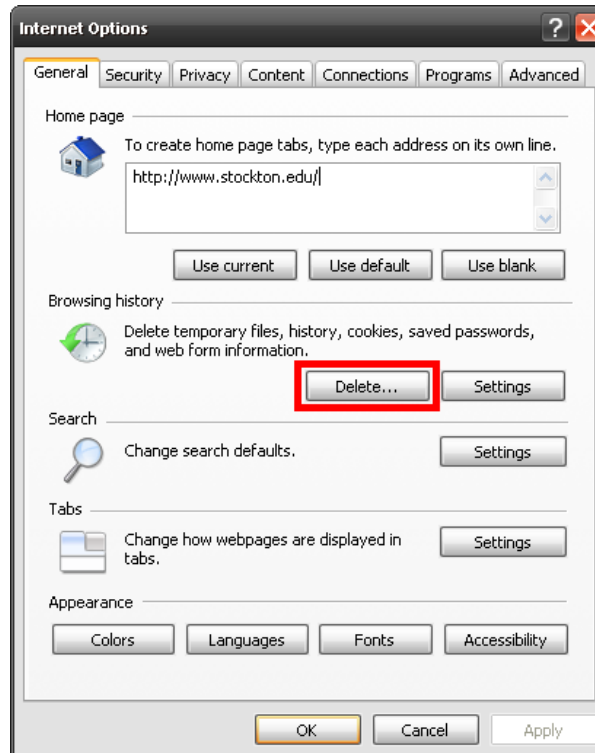 Internet Options
General Security Privacy Content Connections Programs Advanced
Home page
To create home page tabs, type each address on its own line.
http://www.stockton.edu/
Use current Use default Use blank
Browsing history
Delete temporary files, history, cookies, saved passwords,
and web form information.
Delete... Settings
Search
Change search defaults. Settings
Tabs
Change how webpages are displayed in
tabs.
Settings
Appearance
Colors Languages Fonts Accessibility
OK Cancel Apply